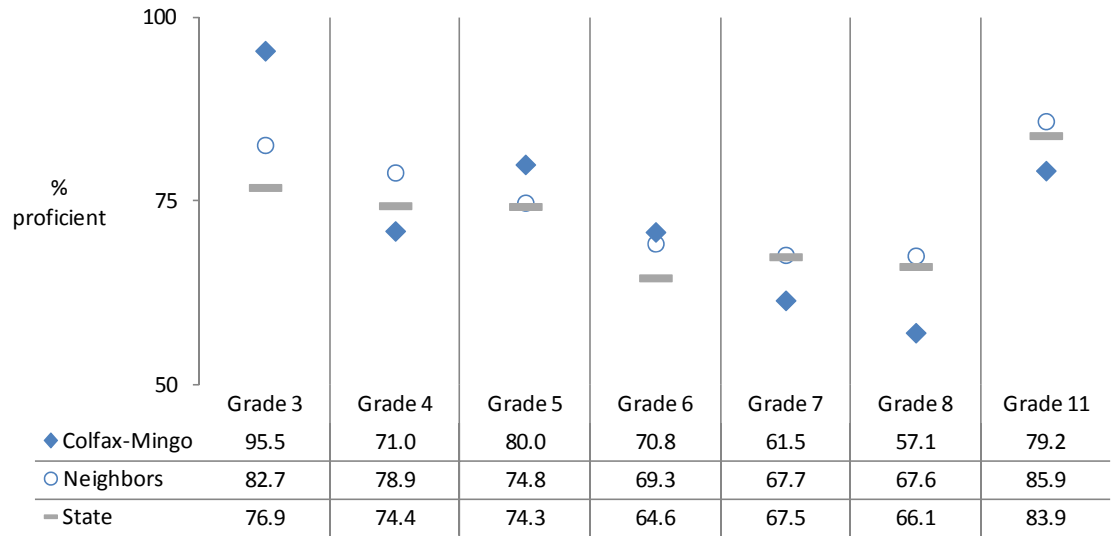 100
75
%
proficient
50
Grade 3 Grade 4 Grade 5 Grade 6 Grade 7 Grade 8 Grade 11
Colfax-Mingo 95.5 71.0 80.0 70.8 61.5 57.1 79.2
Neighbors 82.7 78.9 74.8 69.3 67.7 67.6 85.9
State 76.9 74.4 74.3 64.6 67.5 66.1 83.9